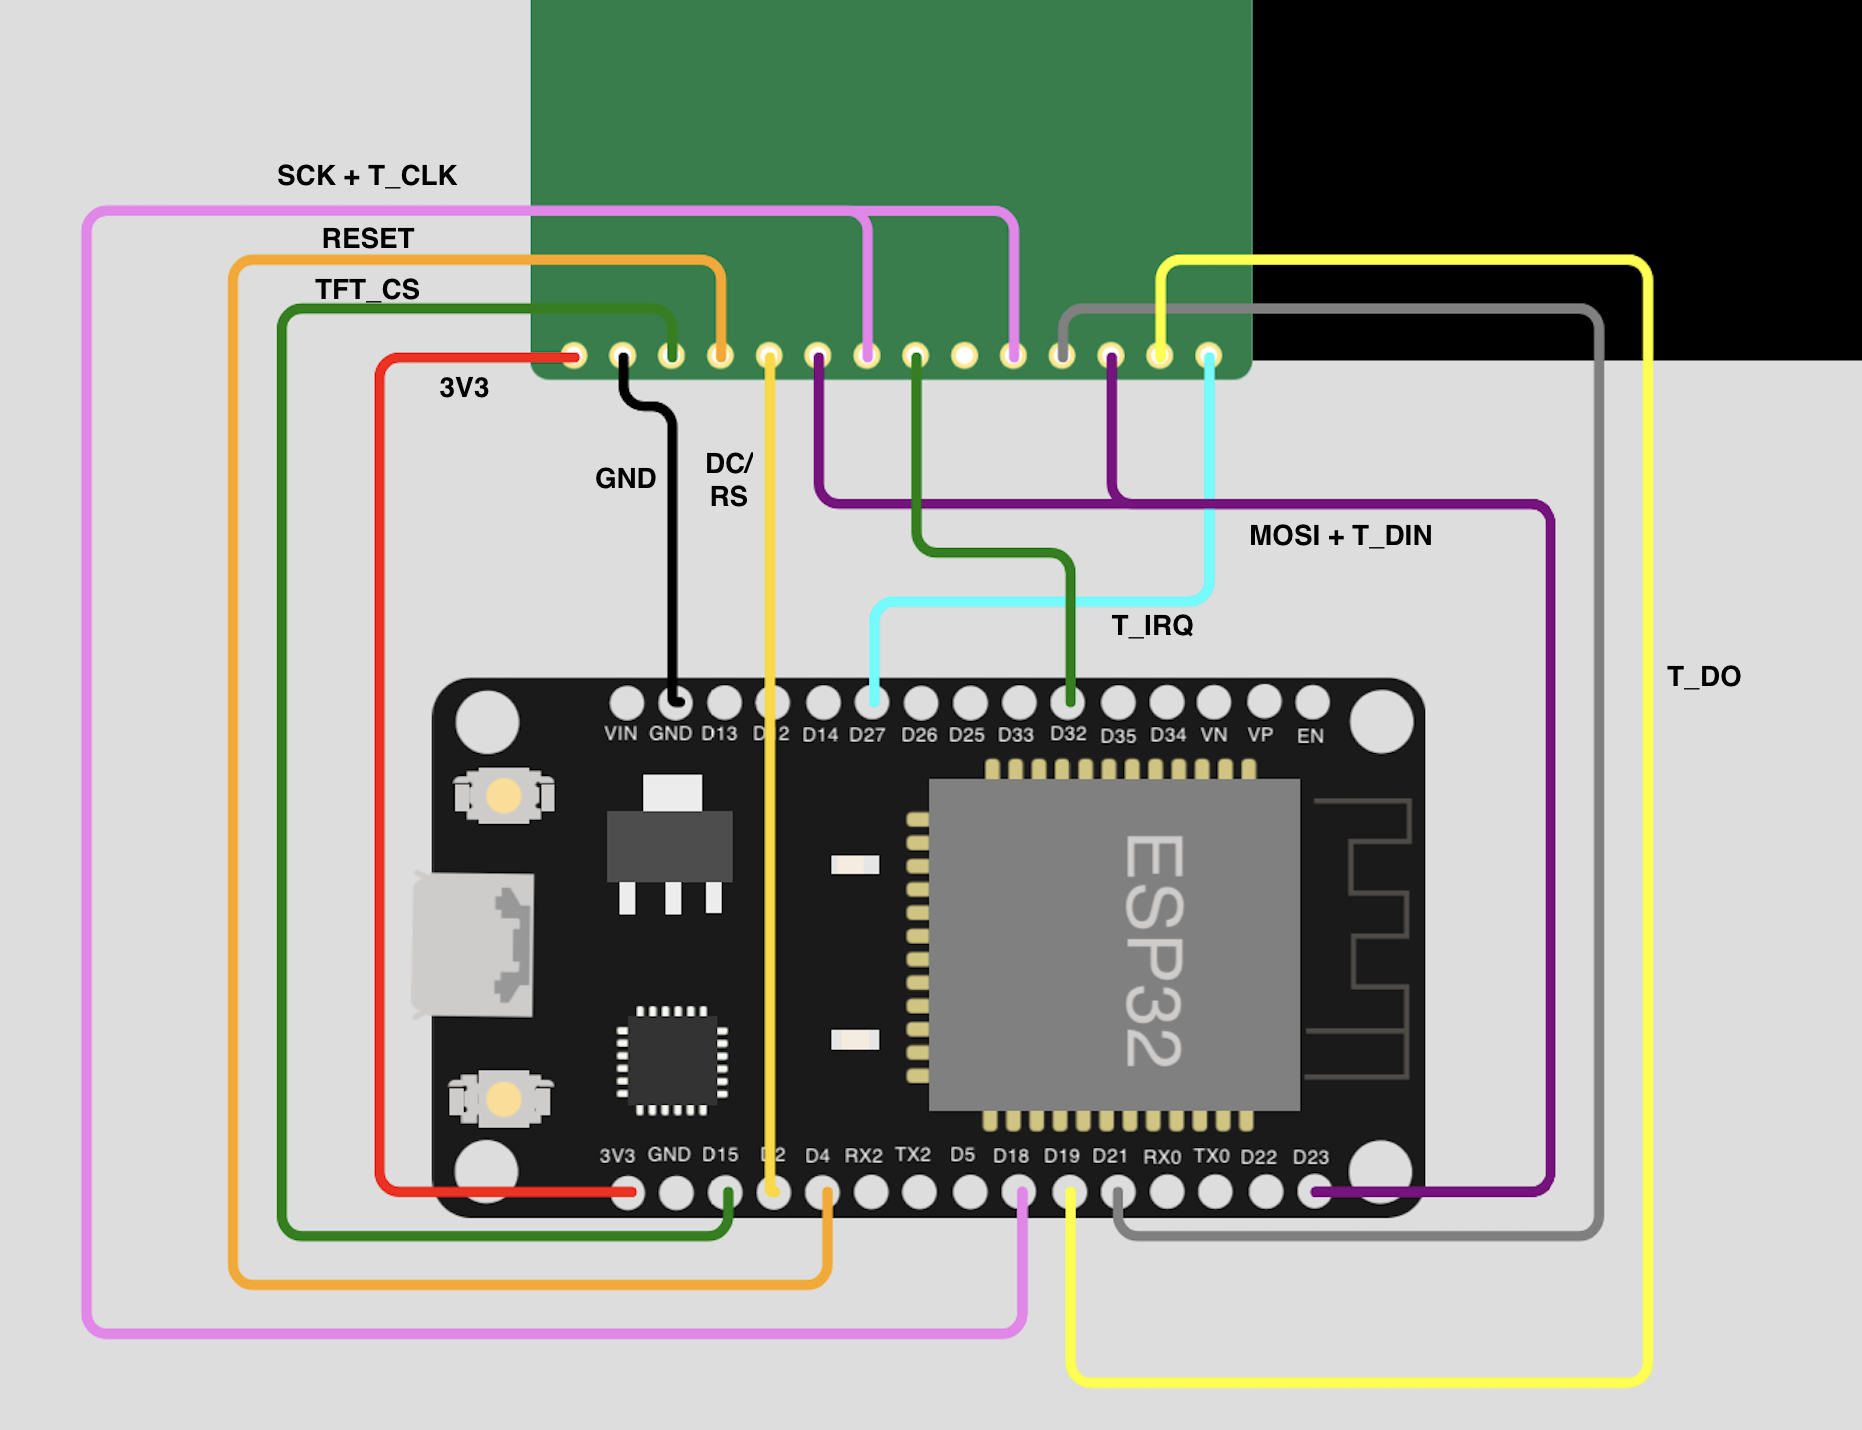 SCK + T_CLK
RESET
TFT_CS
3V3
GND
DC/
RS
MOSI + T_DIN
T_IRQ
T_DO
VIN GND D13 D12 D14 D27 D26 D25 D33 D32 D35 D34 VN VP EN
ESP32
3V3 GND D15 D2 D4 RX2 TX2 D5 D18 D19 D21 RX0 TX0 D22 D23